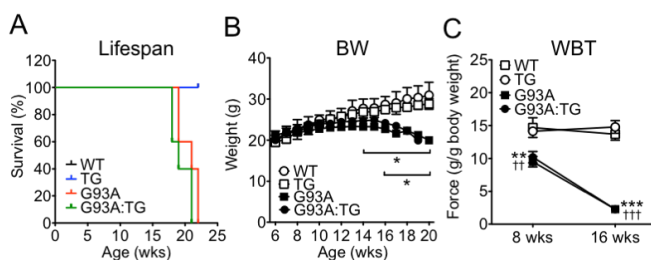 A
Lifespan
Survival (%)
120
100
80
60
40
20
0
WT
TG
G93A
G93A:TG
0 5 10 15 20 25
Age (wks)
B
BW
Weight (g)
40
30
20
10
0
WT
TG
G93A
G93A:TG
*
*
6 8 10 12 14 16 18 20
Age (wks)
C
WBT
Force (g/g body weight)
25
20
15
10
5
0
WT
TG
G93A
G93A:TG
**
††
***
†††
8 wks 16 wks